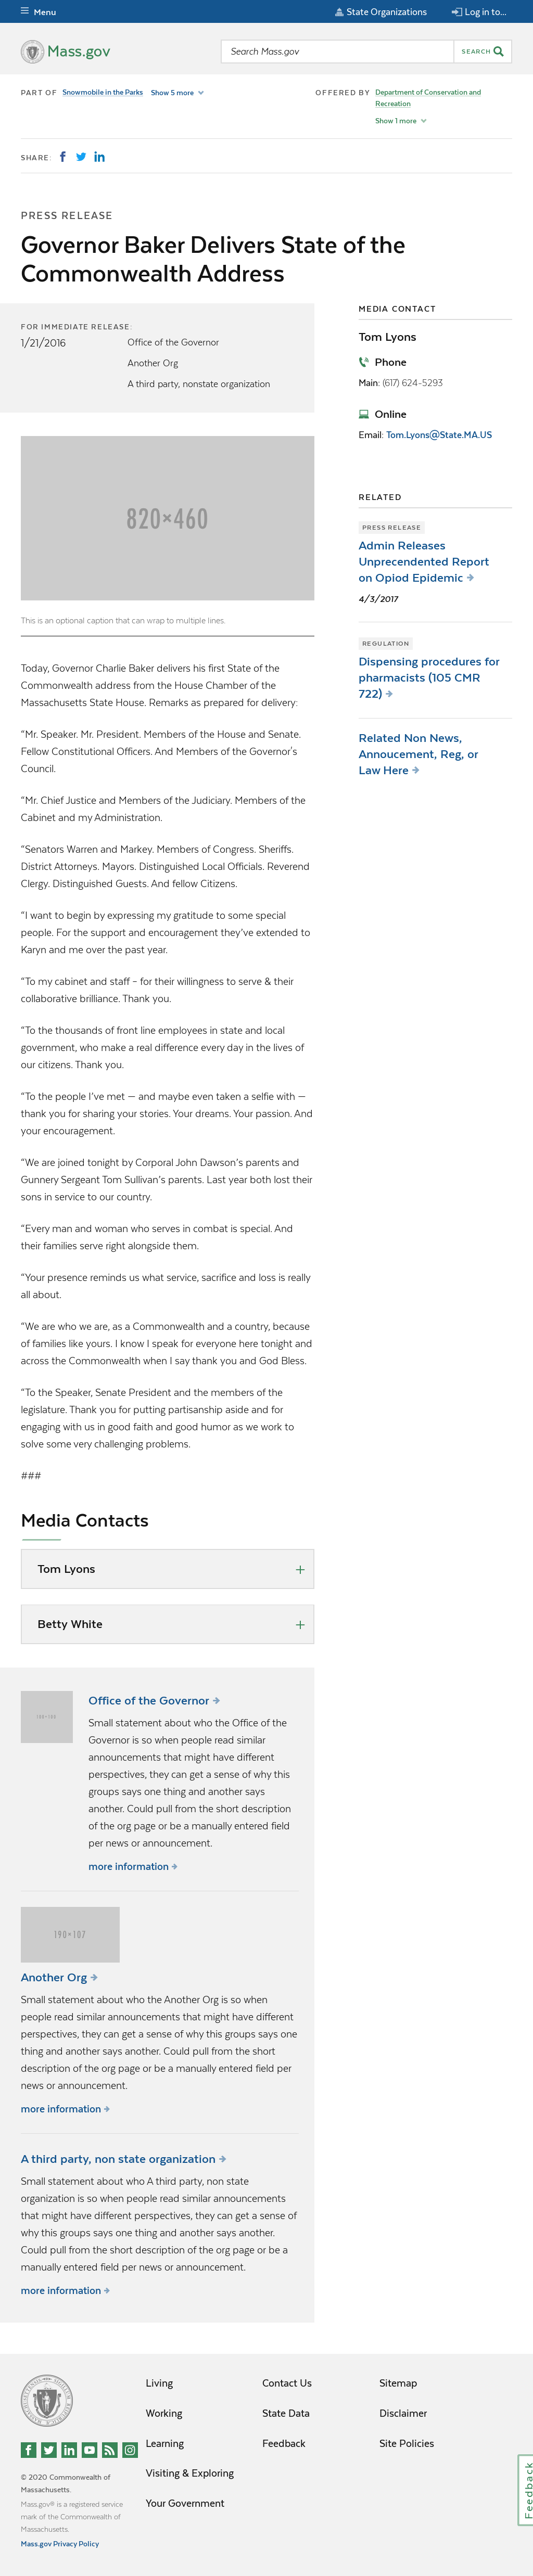 Menu
State Organizations
Log in to...
Mass.gov
Search Mass.gov
SEARCH
PART OF Snowmobile in the Parks Show 5 more
OFFERED BY Department of Conservation and
Recreation
Show 1 more
SHARE:
PRESS RELEASE
Governor Baker Delivers State of the
Commonwealth Address
FOR IMMEDIATE RELEASE:
1/21/2016
Office of the Governor
Another Org
A third party, nonstate organization
820×460
This is an optional caption that can wrap to multiple lines.
Today, Governor Charlie Baker delivers his first State of the
Commonwealth address from the House Chamber of the
Massachusetts State House. Remarks as prepared for delivery:
“Mr. Speaker. Mr. President. Members of the House and Senate.
Fellow Constitutional Officers. And Members of the Governor's
Council.
“Mr. Chief Justice and Members of the Judiciary. Members of the
Cabinet and my Administration.
“Senators Warren and Markey. Members of Congress. Sheriffs.
District Attorneys. Mayors. Distinguished Local Officials. Reverend
Clergy. Distinguished Guests. And fellow Citizens.
“I want to begin by expressing my gratitude to some special
people. For the support and encouragement they’ve extended to
Karyn and me over the past year.
“To my cabinet and staff – for their willingness to serve & their
collaborative brilliance. Thank you.
“To the thousands of front line employees in state and local
government, who make a real difference every day in the lives of
our citizens. Thank you.
“To the people I’ve met — and maybe even taken a selfie with —
thank you for sharing your stories. Your dreams. Your passion. And
your encouragement.
“We are joined tonight by Corporal John Dawson’s parents and
Gunnery Sergeant Tom Sullivan’s parents. Last year both lost their
sons in service to our country.
“Every man and woman who serves in combat is special. And
their families serve right alongside them.
“Your presence reminds us what service, sacrifice and loss is really
all about.
“We are who we are, as a Commonwealth and a country, because
of families like yours. I know I speak for everyone here tonight and
across the Commonwealth when I say thank you and God Bless.
“To the Speaker, Senate President and the members of the
legislature. Thank you for putting partisanship aside and for
engaging with us in good faith and good humor as we work to
solve some very challenging problems.
###
Media Contacts
Tom Lyons
Betty White
MEDIA CONTACT
Tom Lyons
Phone
Main: (617) 624-5293
Online
Email: Tom.Lyons@State.MA.US
RELATED
PRESS RELEASE
Admin Releases
Unprecendented Report
on Opiod Epidemic
4/3/2017
REGULATION
Dispensing procedures for
pharmacists (105 CMR
722)
Related Non News,
Annoucement, Reg, or
Law Here
Office of the Governor
Small statement about who the Office of the
Governor is so when people read similar
announcements that might have different
perspectives, they can get a sense of why this
groups says one thing and another says
another. Could pull from the short description
of the org page or be a manually entered field
per news or announcement.
more information
190×107
Another Org
Small statement about who the Another Org is so when
people read similar announcements that might have different
perspectives, they can get a sense of why this groups says one
thing and another says another. Could pull from the short
description of the org page or be a manually entered field per
news or announcement.
more information
A third party, non state organization
Small statement about who A third party, non state
organization is so when people read similar announcements
that might have different perspectives, they can get a sense of
why this groups says one thing and another says another.
Could pull from the short description of the org page or be a
manually entered field per news or announcement.
more information
Living
Working
Learning
Visiting & Exploring
Your Government
Contact Us
State Data
Feedback
Sitemap
Disclaimer
Site Policies
© 2020 Commonwealth of
Massachusetts.
Mass.gov® is a registered service
mark of the Commonwealth of
Massachusetts.
Mass.gov Privacy Policy
Feedback